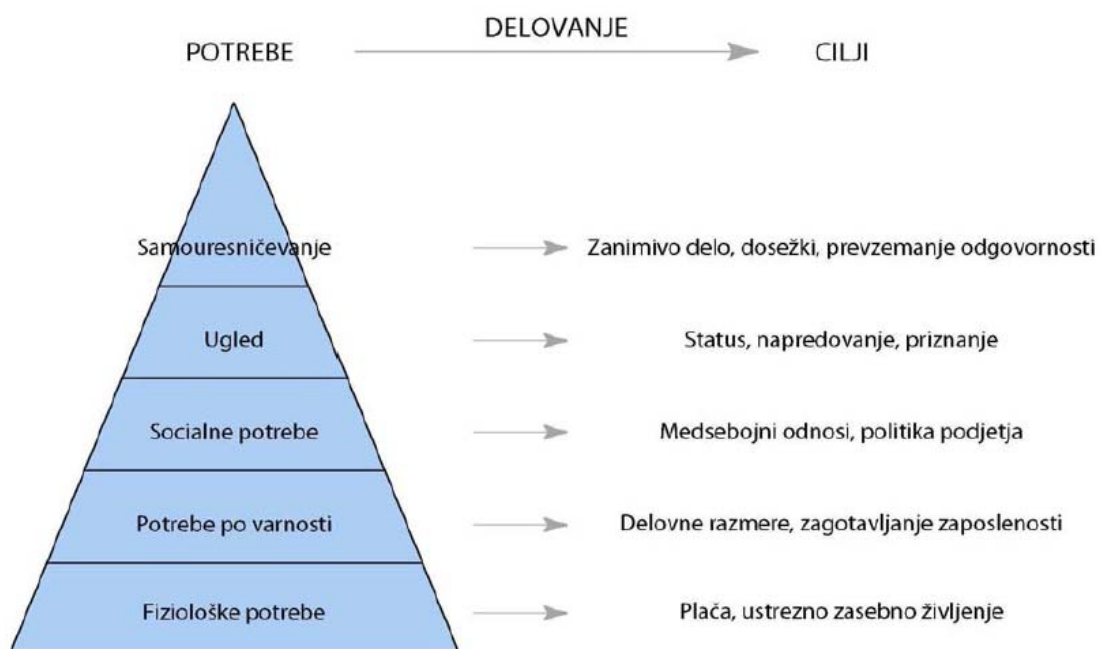 DELOVANJE
POTREBE CILJI
Samouresničevanje Zanimivo delo, dosežki, prevzemanje odgovornosti
Ugled Status, napredovanje, priznanje
Socialne potrebe Medsebojni odnosi, politika podjetja
Potrebe po varnosti Delovne razmere, zagotavljanje zaposlenosti
Fiziološke potrebe Plača, ustrezno zasebno življenje